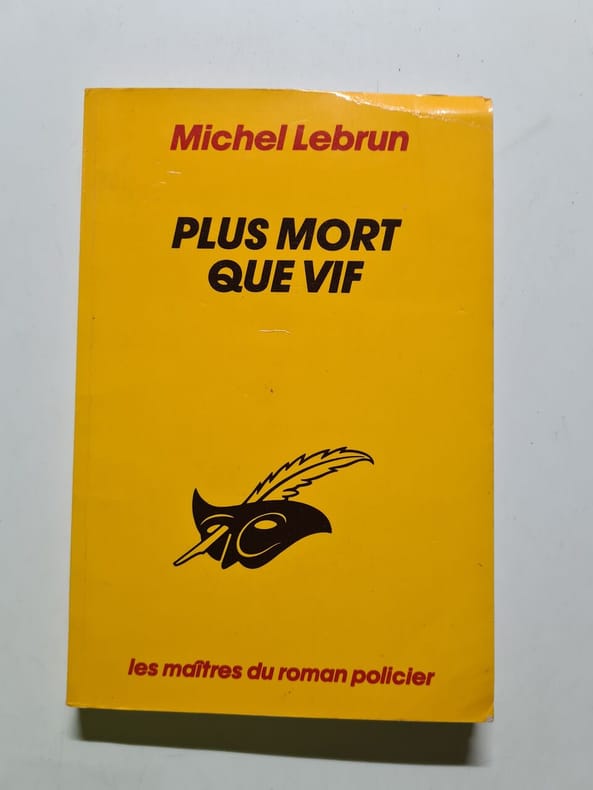 Michel Lebrun
PLUS MORT
QUE VIF
les maîtres du roman policier